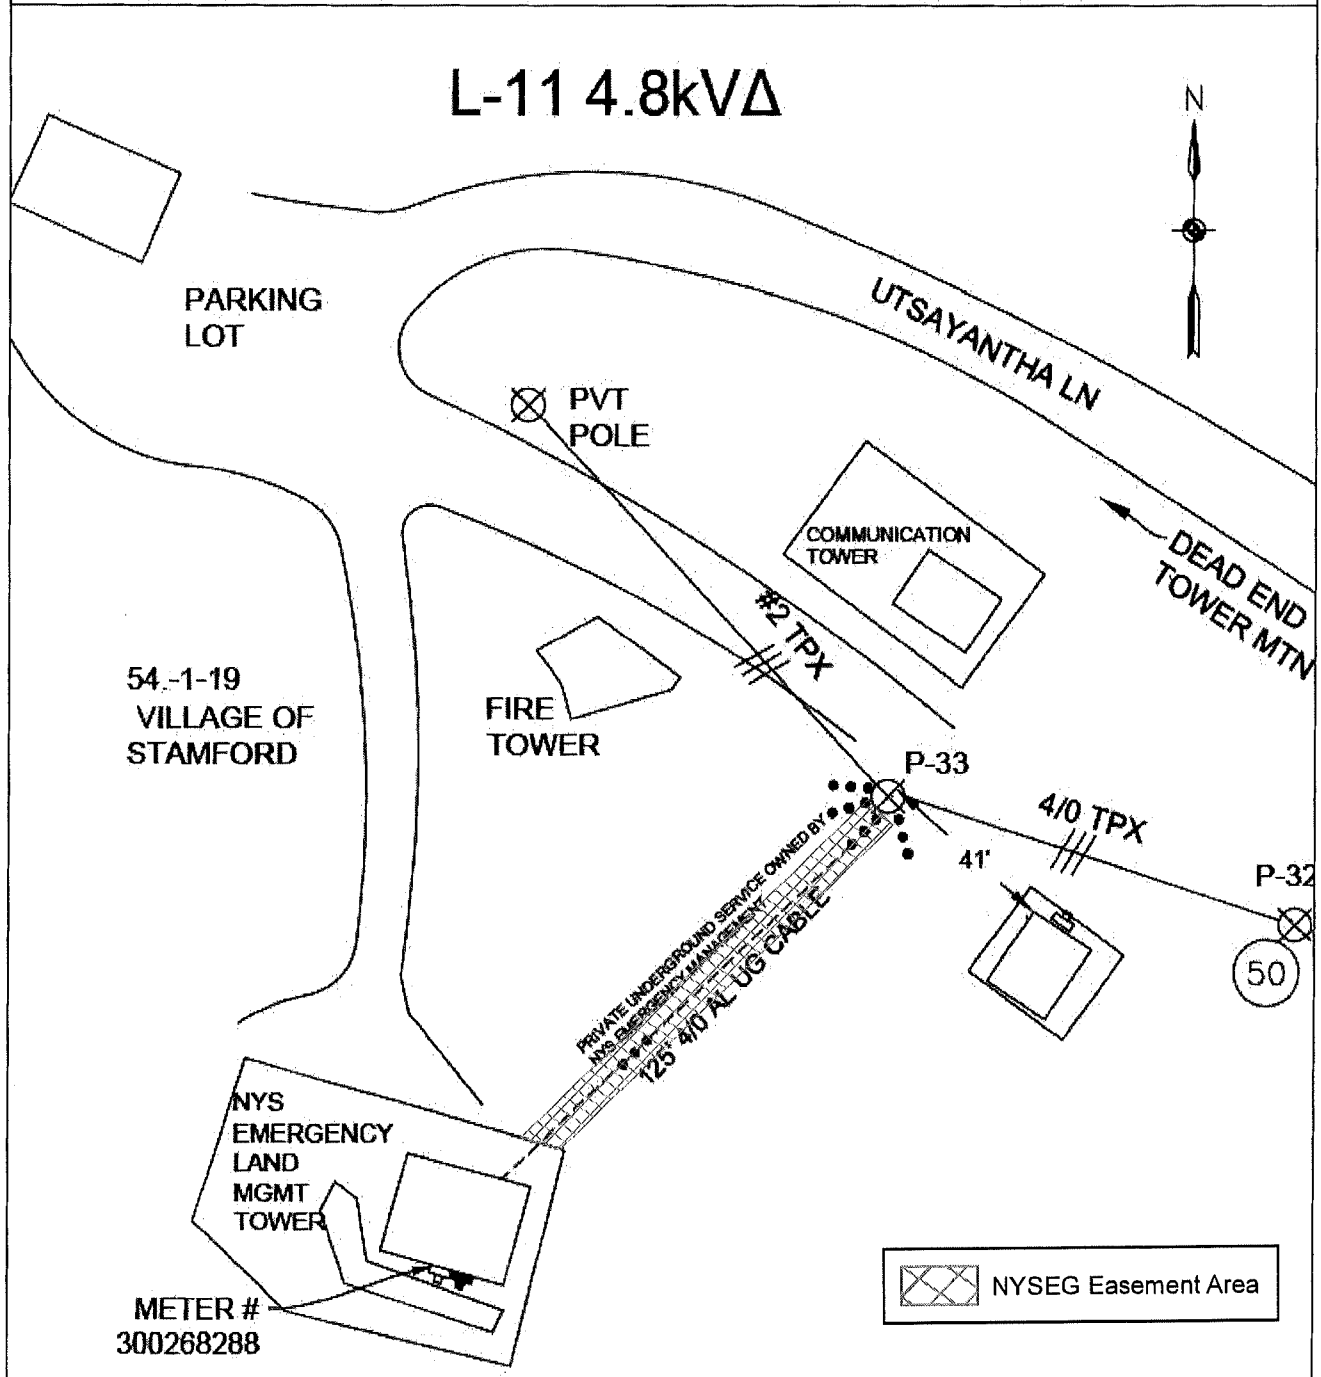 L-11 4.8kVΔ
N
PARKING
LOT
UTSAYANTHA LN
PVT
POLE
COMMUNICATION
TOWER
DEAD END
TOWER MTN
#2 TPX
54.-1-19
VILLAGE OF
STAMFORD
FIRE
TOWER
P-33
4/0 TPX
41'
P-32
50
PRIVATE UNDERGROUND SERVICE OWNED BY
NYS EMERGENCY MANAGEMENT
125' 4/0 AL UG CABLE
NYS
EMERGENCY
LAND
MGMT
TOWER
NYSEG Easement Area
METER #
300268288